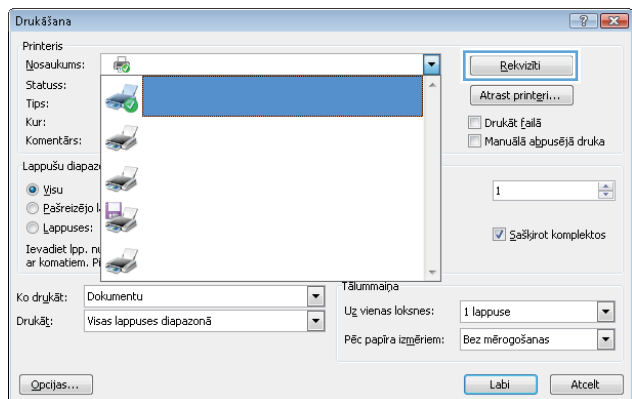 Drukāšana
Printeris
Nosaukums:
Rekvizīti
Statuss:
Tips:
Atrast printeri...
Kur:
Drukāt failā
Komentārs:
Manuālā abpusējā druka
Lappušu diapaz
Visu
1
Pašreizējo l
Lappuses:
Sašķirot komplektos
Ievadiet lpp. nu
ar komatiem. Pi
Tālummaiņa
Ko drukāt:
Dokumentu
Uz vienas loksnes:
1 lappuse
Drukāt:
Visas lappuses diapazonā
Pēc papīra izmēriem:
Bez mērogošanas
Opcijas...
Labi
Atcelt